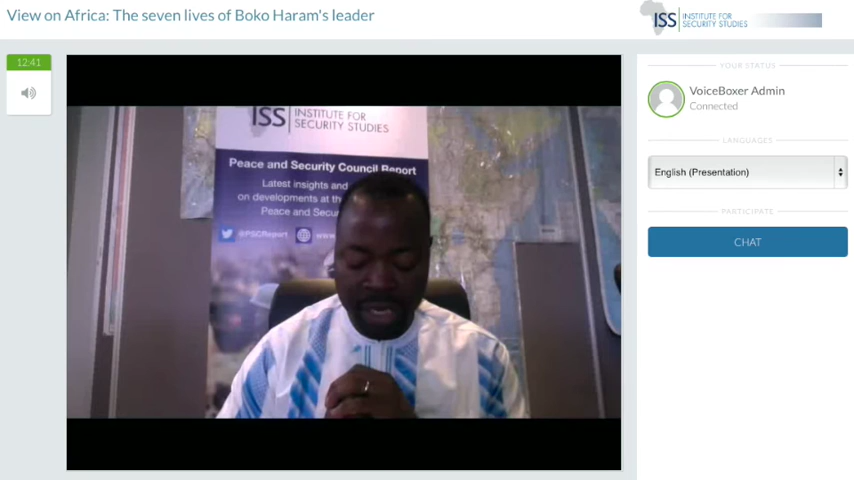 View on Africa: The seven lives of Boko Haram's leader
ISS
INSTITUTE FOR
SECURITY STUDIES
12:41
YOUR STATUS
VoiceBoxer Admin
Connected
LANGUAGES
English (Presentation)
PARTICIPATE
CHAT
ISS
INSTITUTE FOR
SECURITY STUDIES
Peace and Security Council Report
Latest insights and
on developments at th
Peace and Secu
@PSCReport
www